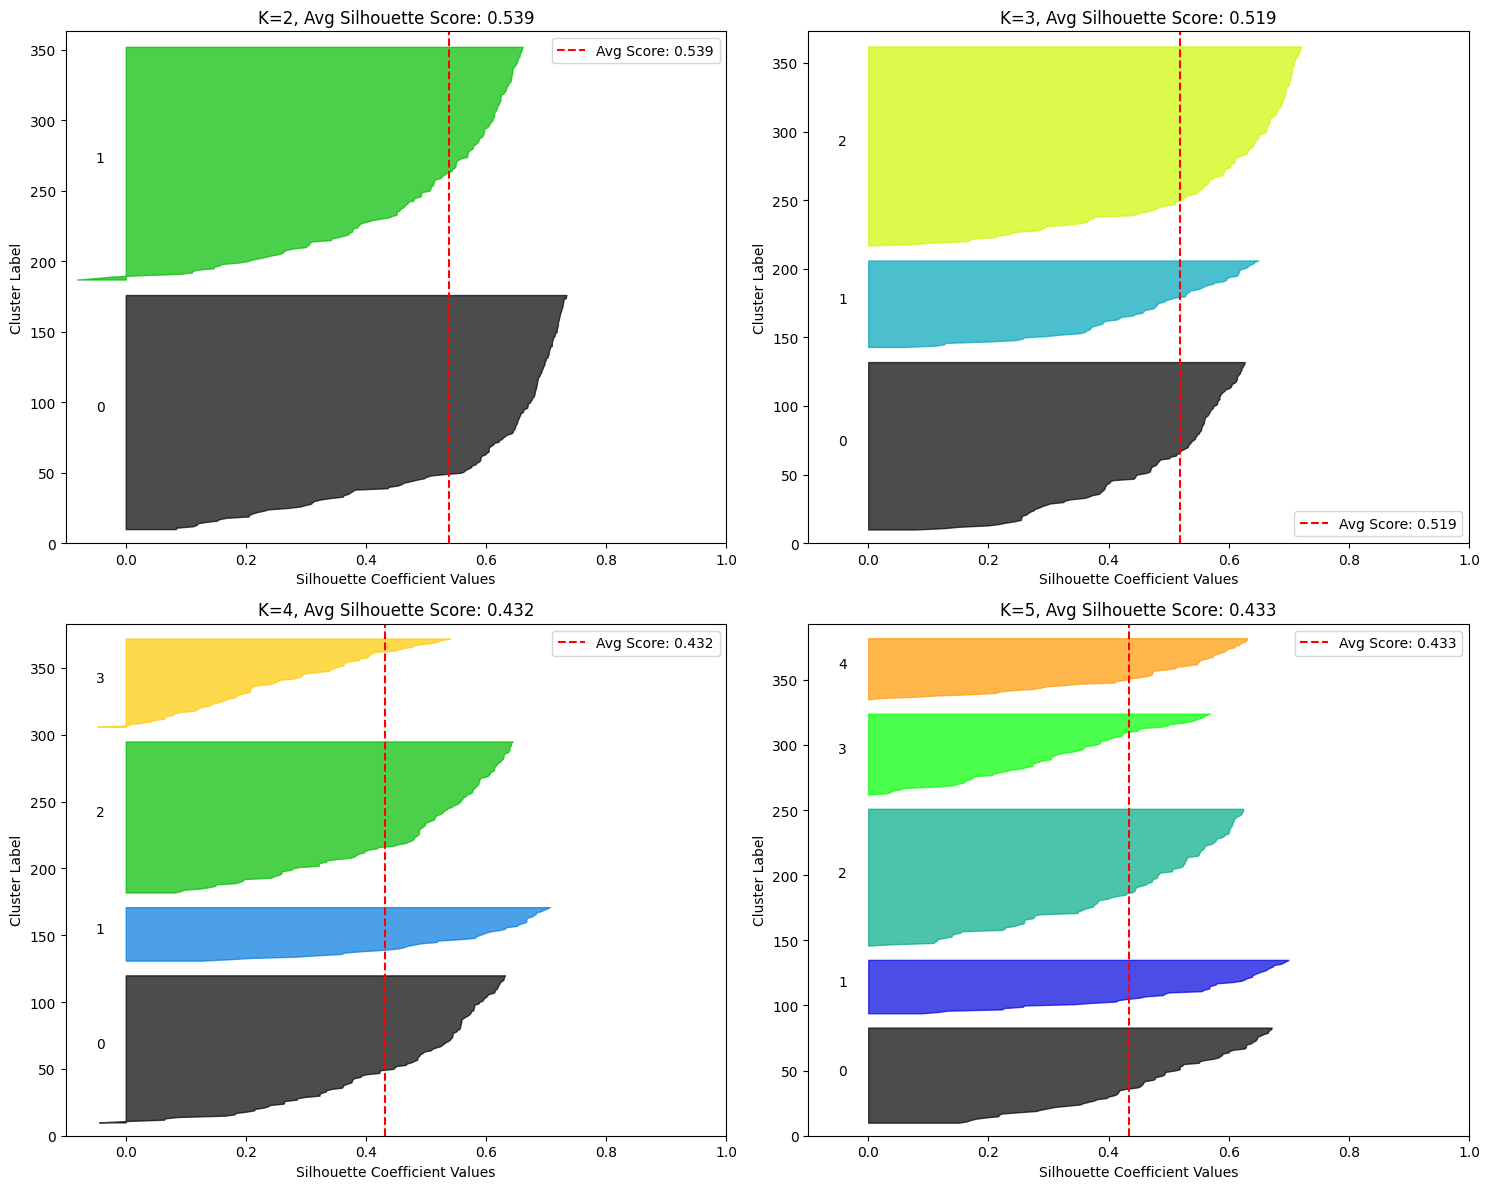 K=2, Avg Silhouette Score: 0.539
Avg Score: 0.539
Cluster Label
350
300
250
200
150
100
50
0
1
0
0.0 0.2 0.4 0.6 0.8 1.0
Silhouette Coefficient Values
K=3, Avg Silhouette Score: 0.519
Avg Score: 0.519
Cluster Label
350
300
250
200
150
100
50
0
2
1
0
0.0 0.2 0.4 0.6 0.8 1.0
Silhouette Coefficient Values
K=4, Avg Silhouette Score: 0.432
Avg Score: 0.432
Cluster Label
350
300
250
200
150
100
50
0
3
2
1
0
0.0 0.2 0.4 0.6 0.8 1.0
Silhouette Coefficient Values
K=5, Avg Silhouette Score: 0.433
Avg Score: 0.433
Cluster Label
350
300
250
200
150
100
50
0
4
3
2
1
0
0.0 0.2 0.4 0.6 0.8 1.0
Silhouette Coefficient Values